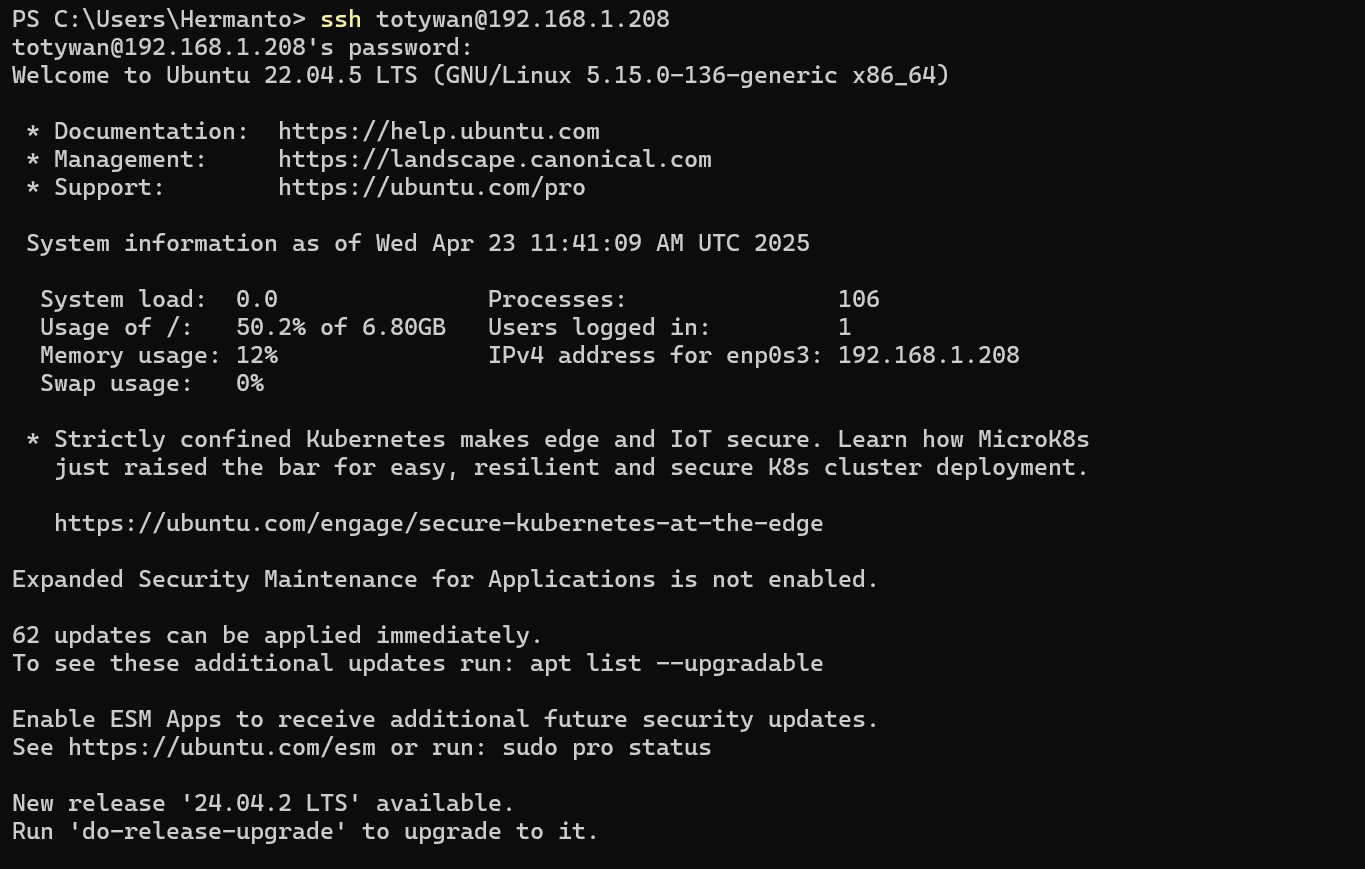 PS C:\Users\Hermanto> ssh totywan@192.168.1.208
totywan@192.168.1.208's password:
Welcome to Ubuntu 22.04.5 LTS (GNU/Linux 5.15.0-136-generic x86_64)

 * Documentation:  https://help.ubuntu.com
 * Management:     https://landscape.canonical.com
 * Support:        https://ubuntu.com/pro

 System information as of Wed Apr 23 11:41:09 AM UTC 2025

  System load:  0.0               Processes:               106
  Usage of /:   50.2% of 6.80GB   Users logged in:         1
  Memory usage: 12%               IPv4 address for enp0s3: 192.168.1.208
  Swap usage:   0%

 * Strictly confined Kubernetes makes edge and IoT secure. Learn how MicroK8s
   just raised the bar for easy, resilient and secure K8s cluster deployment.

   https://ubuntu.com/engage/secure-kubernetes-at-the-edge

Expanded Security Maintenance for Applications is not enabled.

62 updates can be applied immediately.
To see these additional updates run: apt list --upgradable

Enable ESM Apps to receive additional future security updates.
See https://ubuntu.com/esm or run: sudo pro status

New release '24.04.2 LTS' available.
Run 'do-release-upgrade' to upgrade to it.